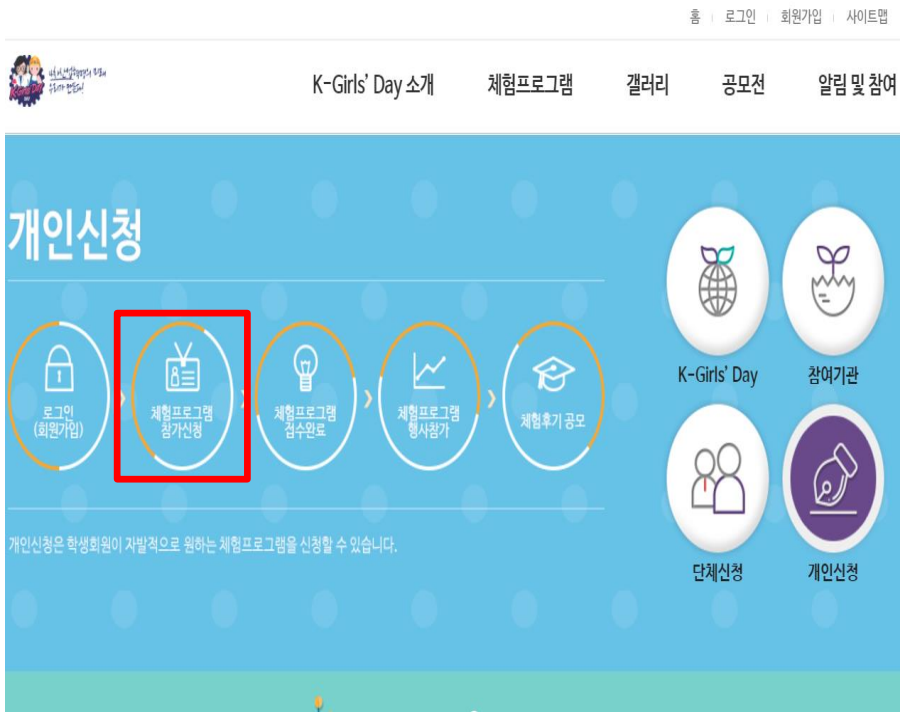 홈 로그인 회원가입 사이트맵
K-Girls' Day
K-Girls' Day 소개 체험프로그램 갤러리 공모전 알림 및 참여
개인신청
로그인
(회원가입)
체험프로그램
참가신청
체험프로그램
접수완료
체험프로그램
행사참가
체험후기 공모
개인신청은 학생회원이 자발적으로 원하는 체험프로그램을 신청할 수 있습니다.
K-Girls' Day
참여기관
단체신청
개인신청